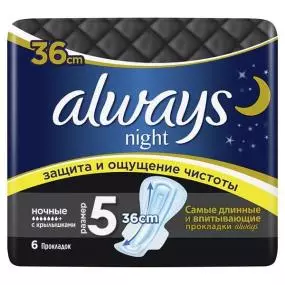 36cm
always
night
защита и ощущение чистоты
ночные
с крылышками
размер
5
36cm
Самые длинные
и впитывающие
прокладки always
6 Прокладок